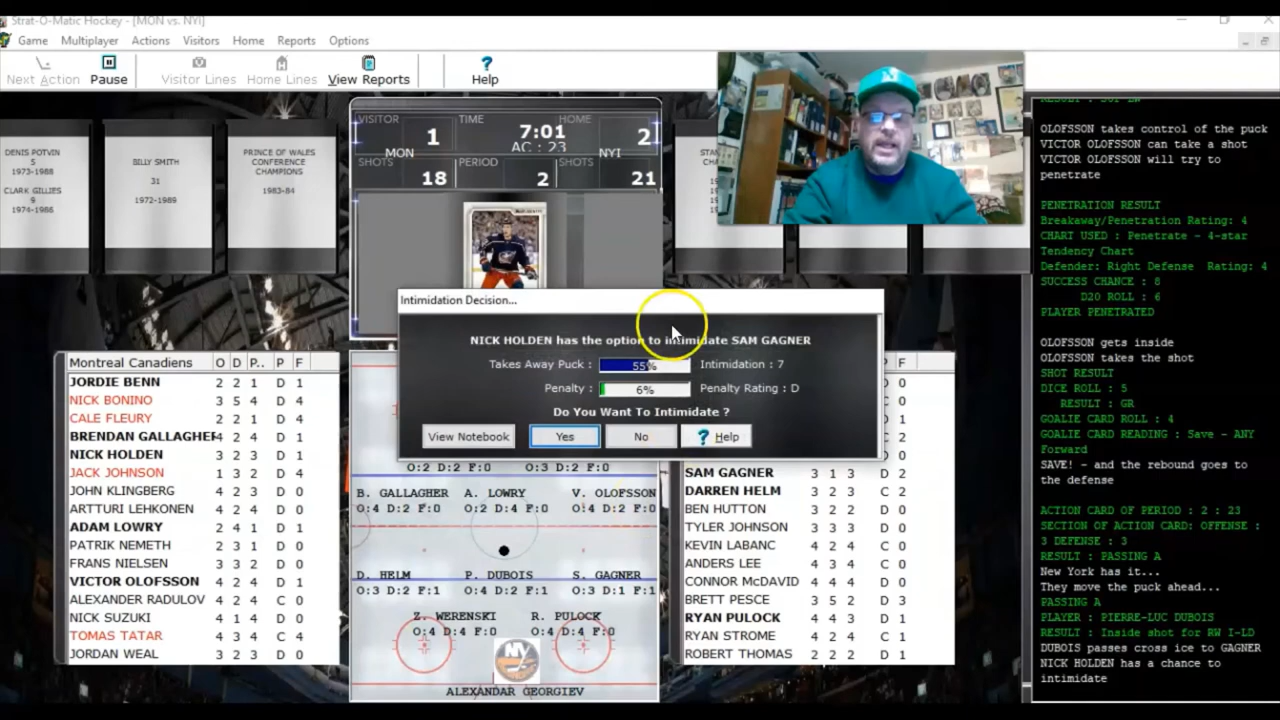 Strat-O-Matic Hockey - [MON vs. NYI]
Game Multiplayer Actions Visitors Home Reports Options
Next Action Pause Visitor Lines Home Lines View Reports ? Help
DENIS POTVIN
5
1973-1988
CLARK GILLIES
9
1974-1986
BILLY SMITH
31
1972-1989
PRINCE OF WALES
CONFERENCE
CHAMPIONS
1983-84
VISITOR TIME HOME
1 7:01 2
MON AC : 23 NYI
SHOTS PERIOD SHOTS
18 2 21
Intimidation Decision...
NICK HOLDEN has the option to intimidate SAM GAGNER
Takes Away Puck : 55% Intimidation : 7
Penalty : 6% Penalty Rating : D
Do You Want To Intimidate ?
View Notebook Yes No ? Help
Montreal Canadiens O D P.. P F
JORDIE BENN 2 2 1 D 1
NICK BONINO 3 5 4 D 4
CALE FLEURY 2 2 1 D 4
BRENDAN GALLAGHER 4 2 4 D 0
NICK HOLDEN 3 2 3 D 1
JACK JOHNSON 1 3 2 D 4
JOHN KLINGBERG 4 2 3 D 0
ARTTURI LEHKONEN 4 2 4 D 0
ADAM LOWRY 2 4 1 D 1
PATRIK NEMETH 2 3 1 D 0
FRANS NIELSEN 3 3 2 D 0
VICTOR OLOFSSON 4 2 4 D 1
ALEXANDER RADULOV 4 2 4 C 0
NICK SUZUKI 4 1 4 D 0
TOMAS TATAR 4 3 4 C 4
JORDAN WEAL 3 3 2 D 0
O:2 D:2 F:0 O:3 D:2 F:1
B. GALLAGHER A. LOWRY V. OLOFSSON
O:4 D:2 F:0 O:2 D:4 F:1 O:4 D:2 F:1
D. HELM P. DUBOIS S. GAGNER
O:3 D:2 F:1 O:4 D:4 F:0 O:3 D:1 F:1
Z. WERENSKI R. PULOCK
O:4 D:4 F:0 O:4 D:4 F:0
NY
ALEXANDAR GEORGIEV
P F
D 0
C 0
D 1
C 2
D 0
SAM GAGNER 3 1 3 D 2
DARREN HELM 3 2 3 C 2
BEN HUTTON 3 2 2 D 0
TYLER JOHNSON 3 3 3 D 0
KEVIN LABANC 4 2 4 C 0
ANDERS LEE 4 3 4 D 0
CONNOR McDAVID 4 4 4 D 0
BRETT PESCE 3 5 2 D 3
RYAN PULOCK 4 4 3 D 1
RYAN STROME 4 2 4 C 1
ROBERT THOMAS 2 2 2 D 1
OLOFSSON takes control of the puck
VICTOR OLOFSSON can take a shot
VICTOR OLOFSSON will try to
penetrate
PENETRATION RESULT
Breakaway/Penetration Rating: 4
CHART USED : Penetrate - 4-star
Tendency Chart
Defender: Right Defense Rating: 4
SUCCESS CHANCE : 8
D20 ROLL : 6
PLAYER PENETRATED
OLOFSSON gets inside
OLOFSSON takes the shot
SHOT RESULT
DICE ROLL : 5
RESULT : GR
GOALIE CARD ROLL : 4
GOALIE CARD READING : Save - ANY
Forward
SAVE! - and the rebound goes to
the defense
ACTION CARD OF PERIOD : 2 : 23
SECTION OF ACTION CARD: OFFENSE :
3 DEFENSE : 3
RESULT : PASSING A
New York has it...
They move the puck ahead...
PASSING A
PLAYER : PIERRE-LUC DUBOIS
RESULT : Inside shot for RW I-LD
DUBOIS passes cross ice to GAGNER
NICK HOLDEN has a chance to
intimidate